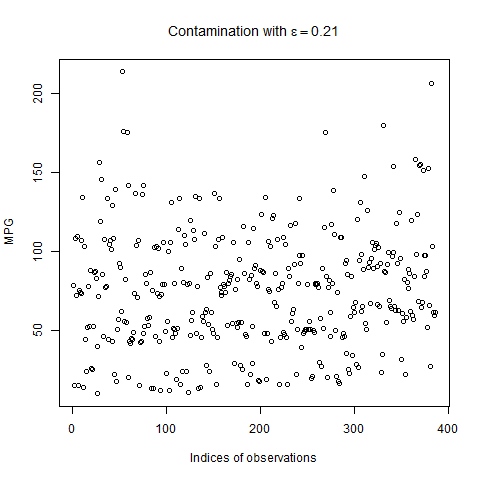 Contamination with ε = 0.21
MPG
200
150
100
50
0 100 200 300 400
Indices of observations